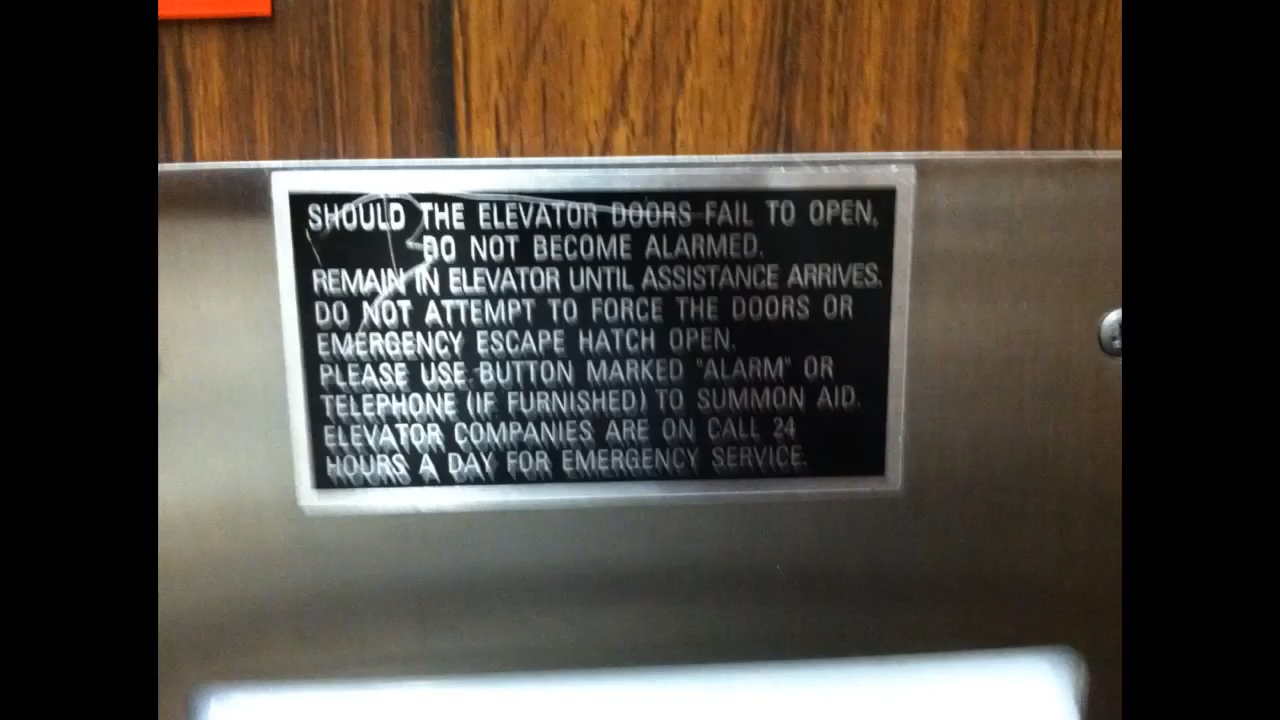 SHOULD THE ELEVATOR DOORS FAIL TO OPEN,
DO NOT BECOME ALARMED.
REMAIN IN ELEVATOR UNTIL ASSISTANCE ARRIVES.
DO NOT ATTEMPT TO FORCE THE DOORS OR
EMERGENCY ESCAPE HATCH OPEN.
PLEASE USE BUTTON MARKED "ALARM" OR
TELEPHONE (IF FURNISHED) TO SUMMON AID.
ELEVATOR COMPANIES ARE ON CALL 24
HOURS A DAY FOR EMERGENCY SERVICE.